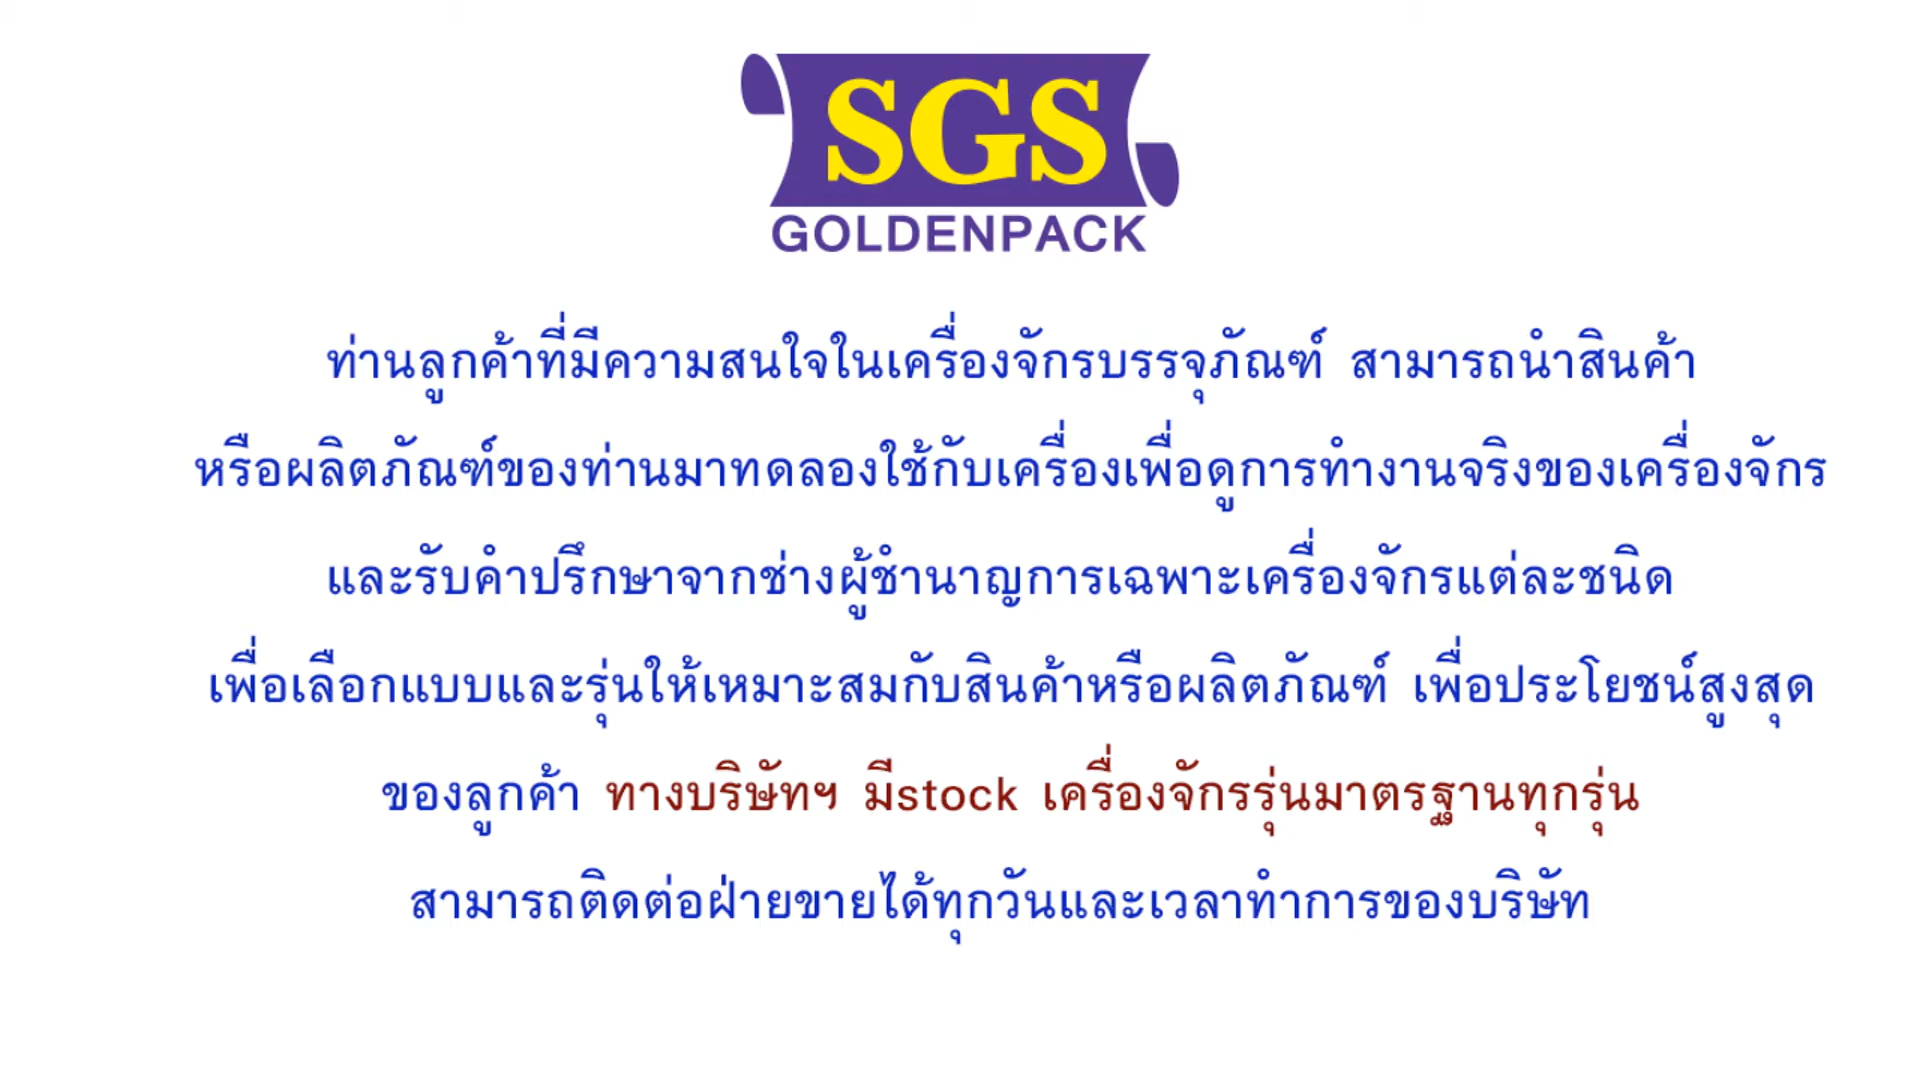 SGS
GOLDENPACK
ท่านลูกค้าที่มีความสนใจในเครื่องจักรบรรจุภัณฑ์ สามารถนำสินค้า
หรือผลิตภัณฑ์ของท่านมาทดลองใช้กับเครื่องเพื่อดูการทำงานจริงของเครื่องจักร
และรับคำปรึกษาจากช่างผู้ชำนาญการเฉพาะเครื่องจักรแต่ละชนิด
เพื่อเลือกแบบและรุ่นให้เหมาะสมกับสินค้าหรือผลิตภัณฑ์ เพื่อประโยชน์สูงสุด
ของลูกค้า ทางบริษัทฯ มีstock เครื่องจักรรุ่นมาตรฐานทุกรุ่น
สามารถติดต่อฝ่ายขายได้ทุกวันและเวลาทำการของบริษัท